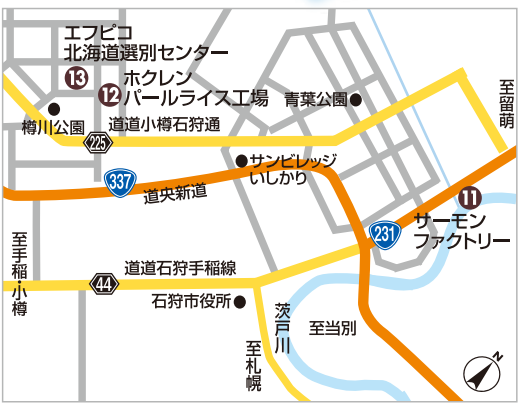 エフピコ
北海道選別センター
13
ホクレン
12
パールライス工場
青葉公園
至留萌
樽川公園
225
道道小樽石狩通
サンビレッジ
いしかり
337
道央新道
11
サーモン
ファクトリー
231
至手稲・小樽
道道石狩手稲線
44
石狩市役所
茨戸川
至当別
至札幌
N